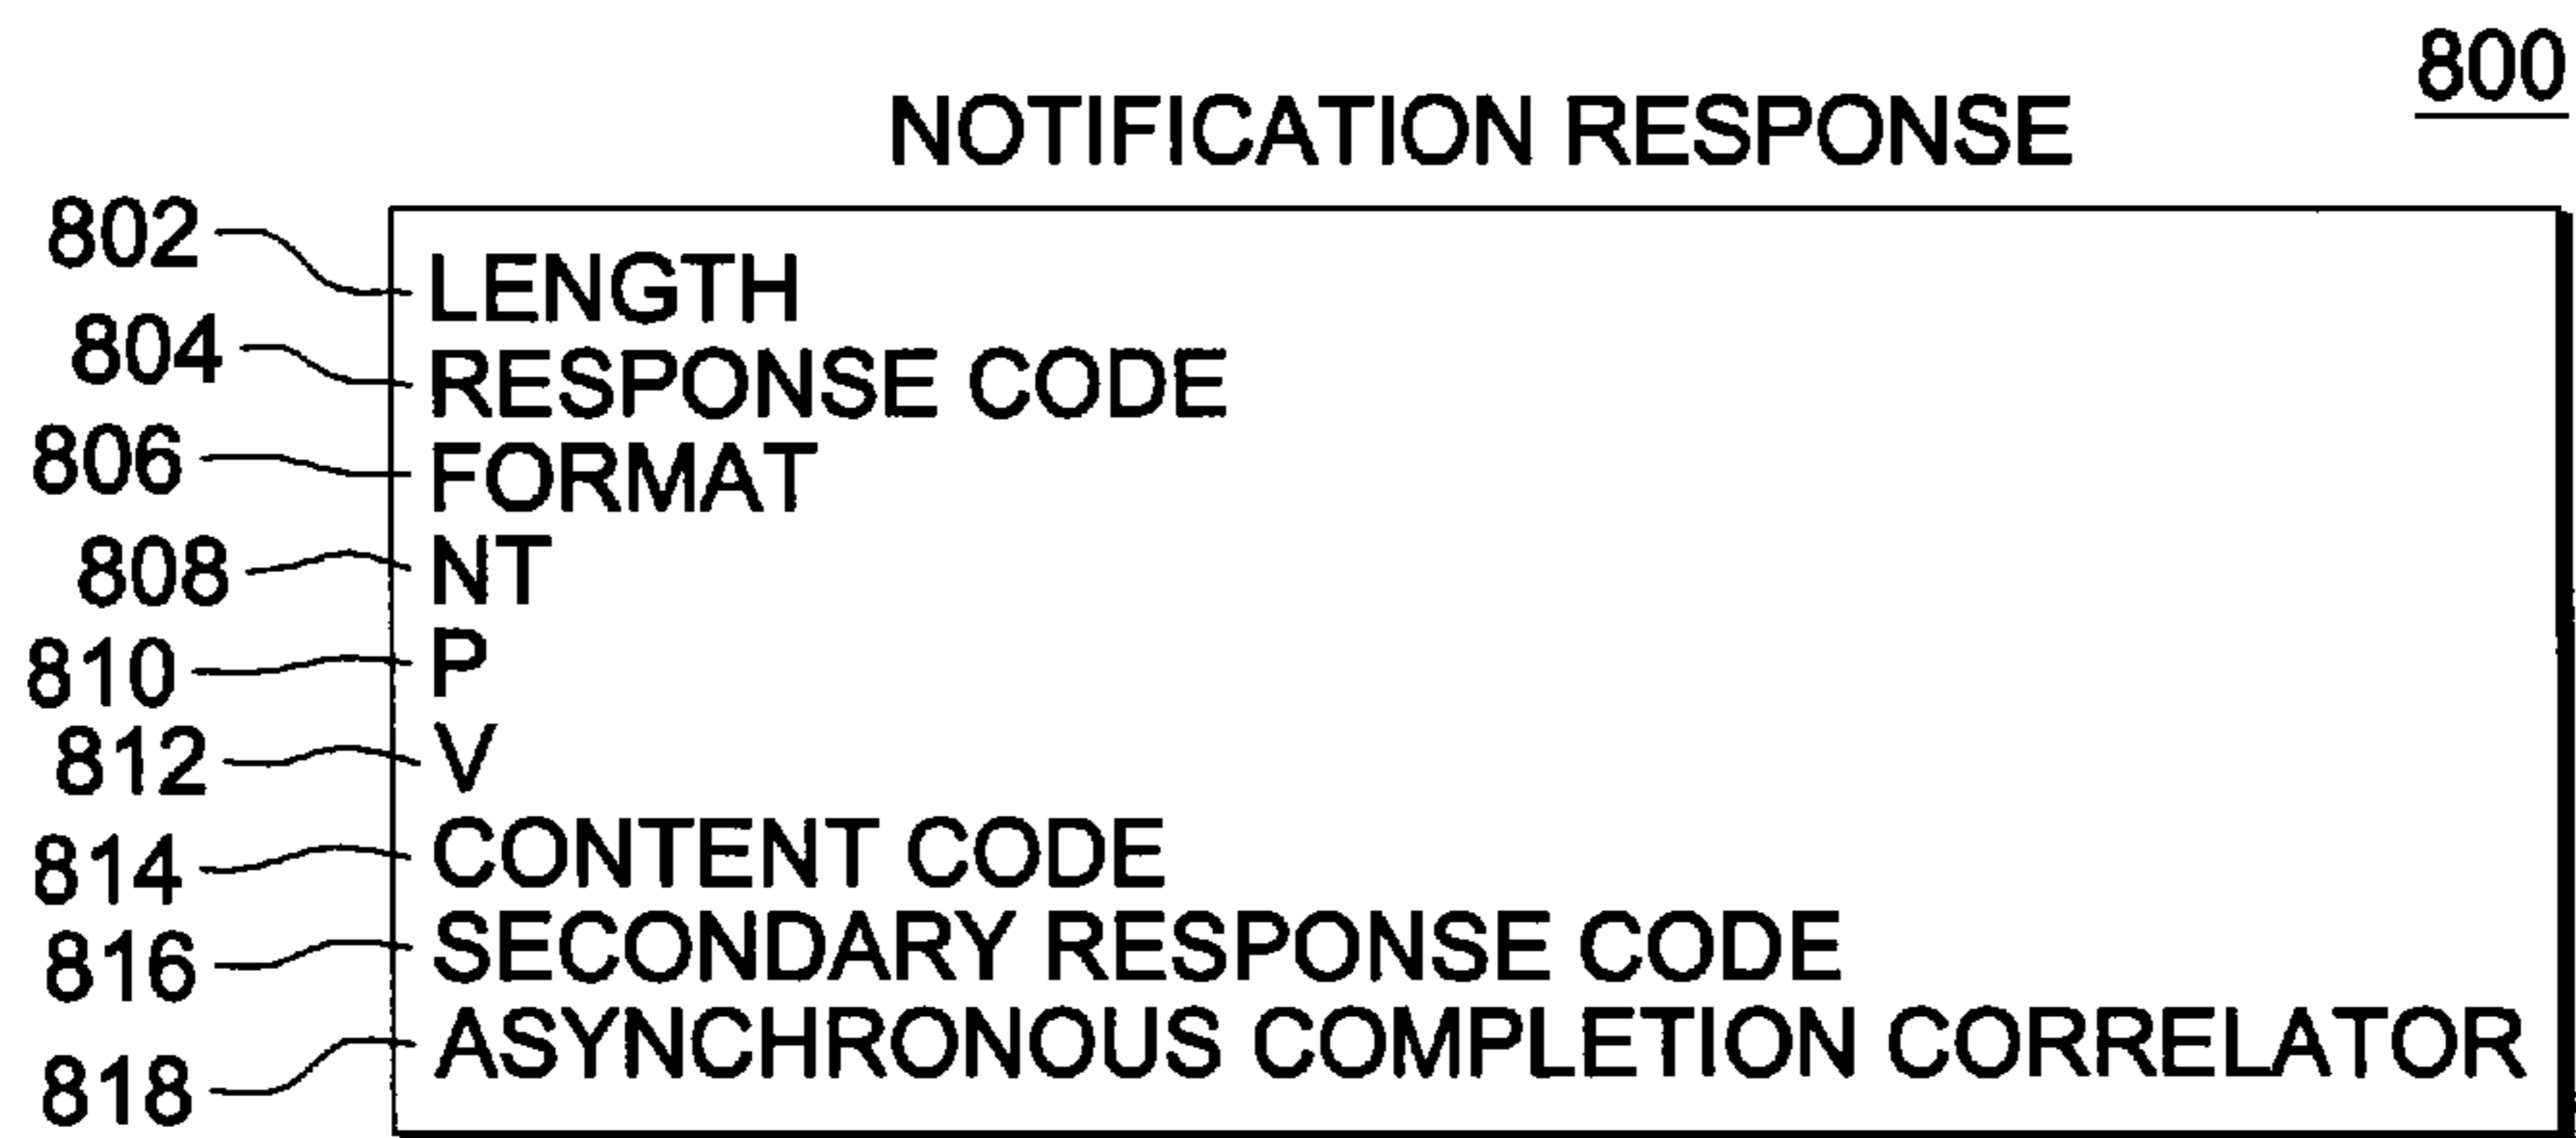 800
NOTIFICATION RESPONSE
802 LENGTH
804 RESPONSE CODE
806 FORMAT
808 NT
810 P
812 V
814 CONTENT CODE
816 SECONDARY RESPONSE CODE
818 ASYNCHRONOUS COMPLETION CORRELATOR